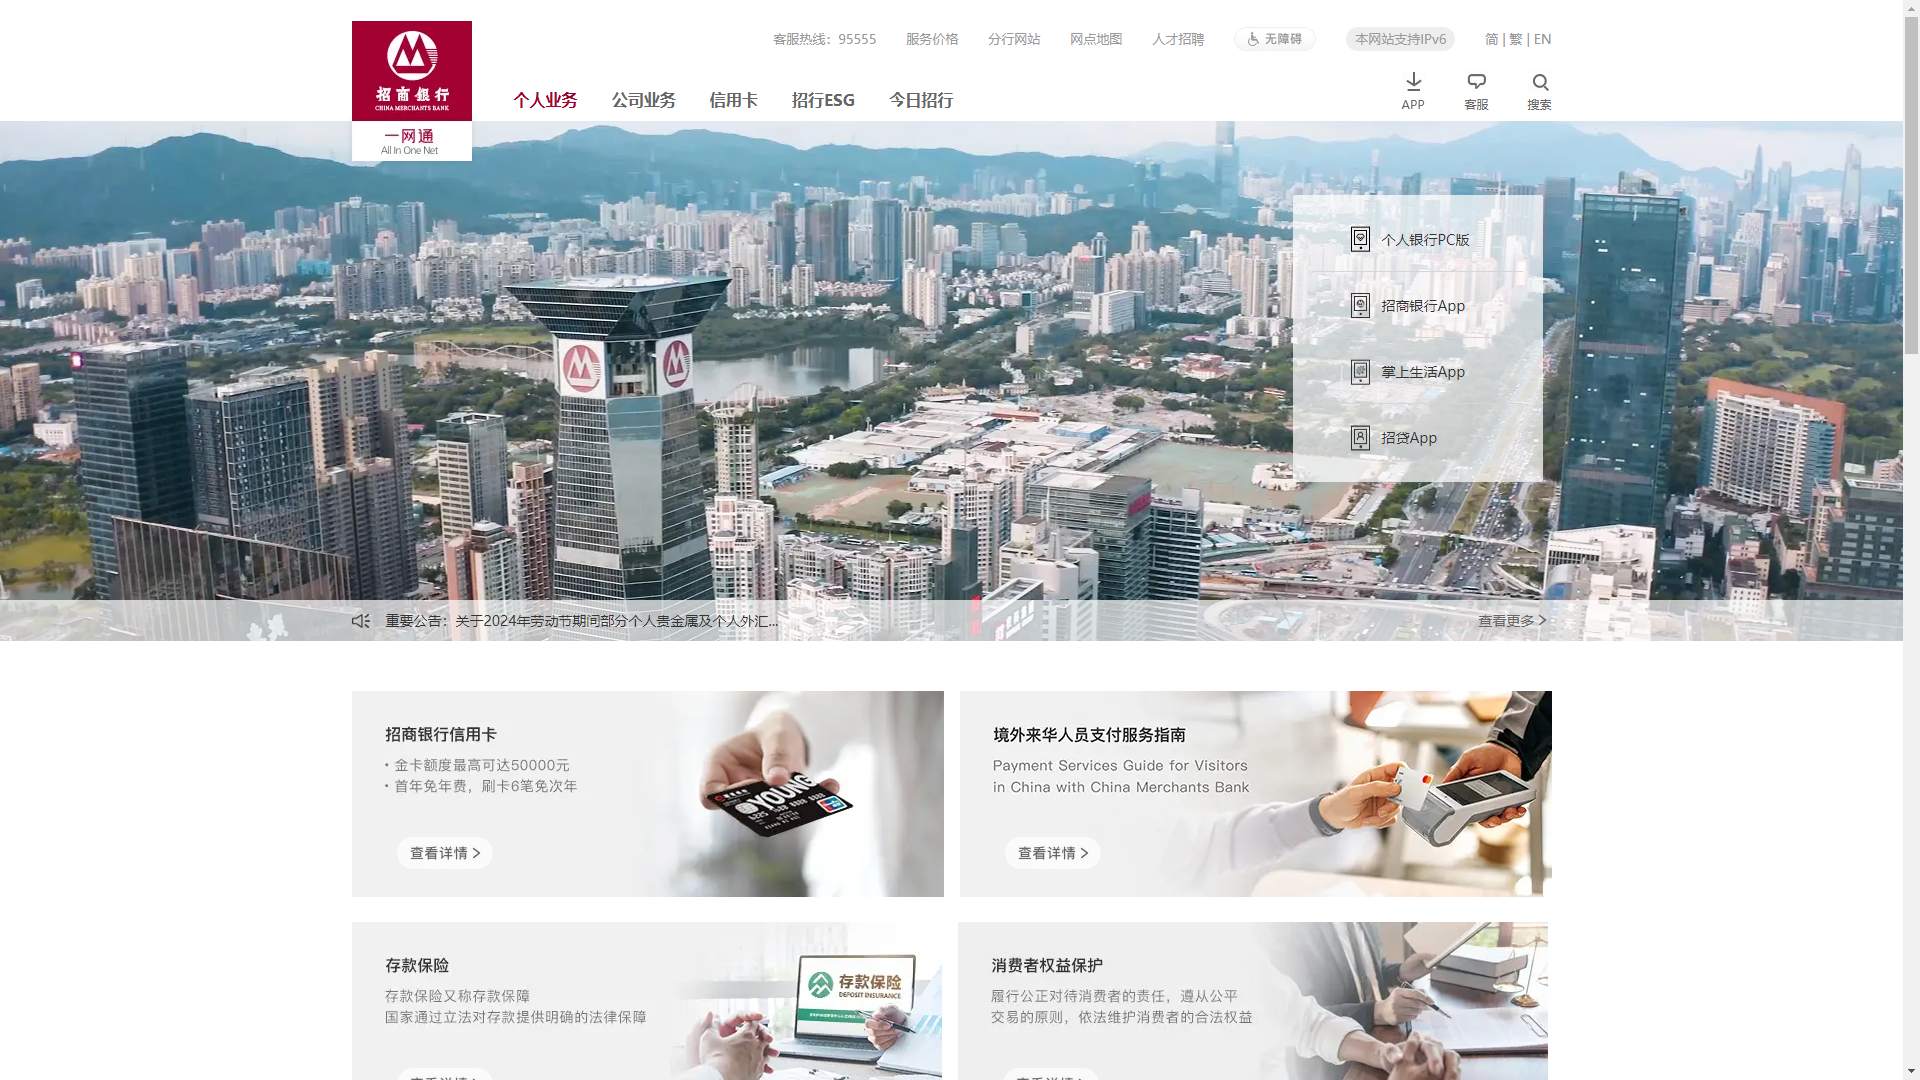 客服热线：95555
服务价格
分行网站
网点地图
人才招聘
无障碍
本网站支持IPv6
简 | 繁 | EN
招商銀行
CHINA MERCHANTS BANK
一网通
All In One Net
个人业务
公司业务
信用卡
招行ESG
今日招行
APP
客服
搜索
个人银行PC版
招商银行App
掌上生活App
招贷App
重要公告：关于2024年劳动节期间部分个人贵金属及个人外汇...
查看更多 >
招商银行信用卡
· 金卡额度最高可达50000元
· 首年免年费，刷卡6笔免次年
查看详情 >
YOUNG
境外来华人员支付服务指南
Payment Services Guide for Visitors
in China with China Merchants Bank
查看详情 >
存款保险
存款保险又称存款保障
国家通过立法对存款提供明确的法律保障
存款保险
DEPOSIT INSURANCE
查看详情 >
消费者权益保护
履行公正对待消费者的责任，遵从公平
交易的原则，依法维护消费者的合法权益
查看详情 >